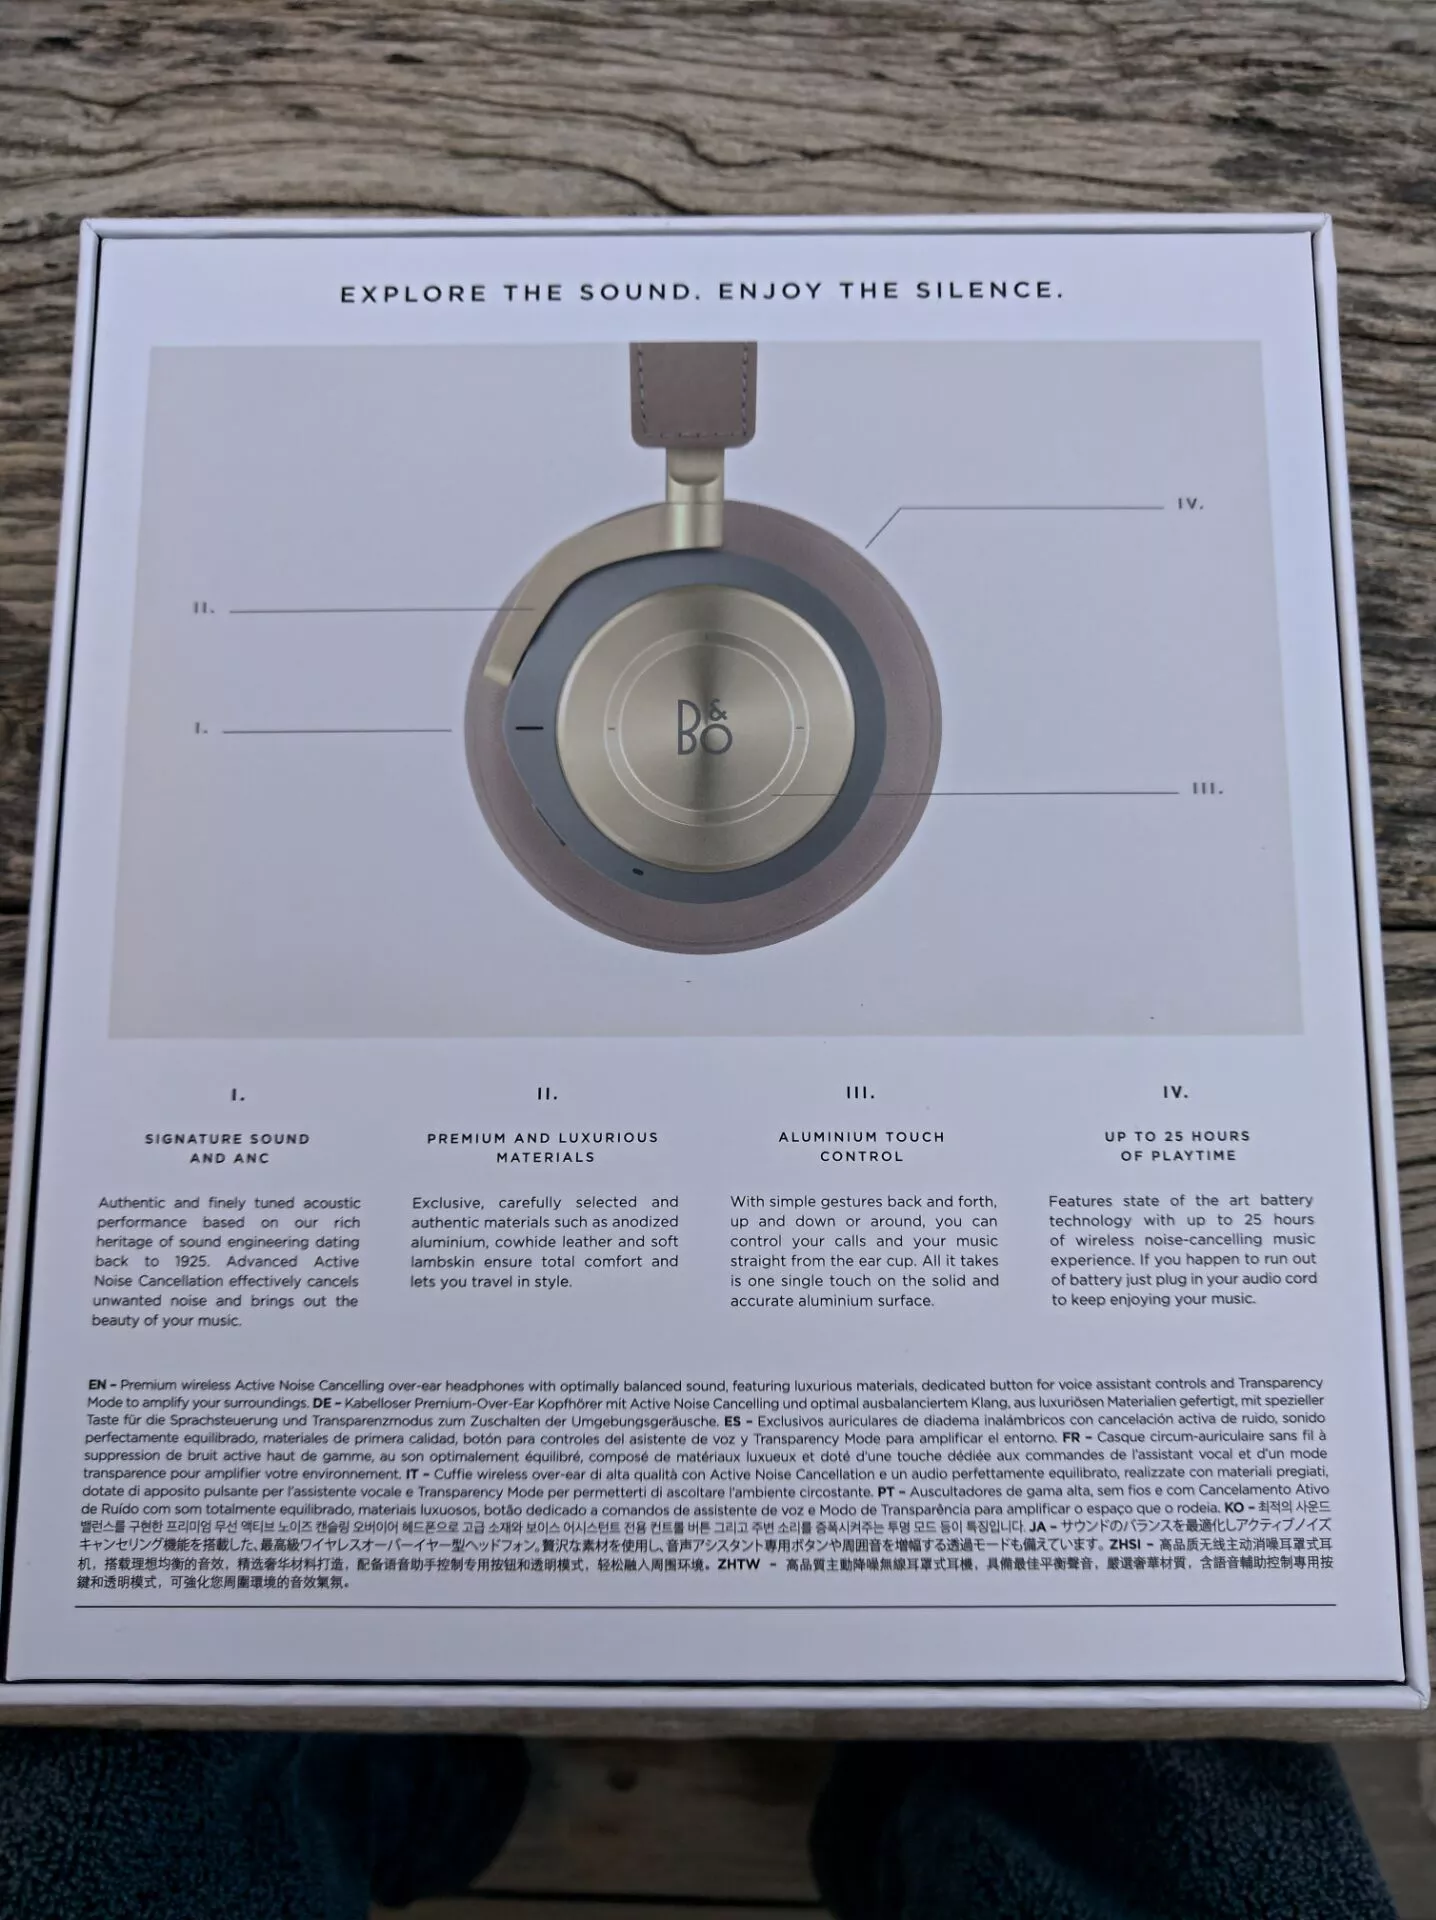 EXPLORE THE SOUND. ENJOY THE SILENCE.
IV.
II.
I.
B&O
III.
I.
SIGNATURE SOUND
AND ANC
Authentic and finely tuned acoustic
performance based on our rich
heritage of sound engineering dating
back to 1925. Advanced Active
Noise Cancellation effectively cancels
unwanted noise and brings out the
beauty of your music.
II.
PREMIUM AND LUXURIOUS
MATERIALS
Exclusive, carefully selected and
authentic materials such as anodized
aluminium, cowhide leather and soft
lambskin ensure total comfort and
lets you travel in style.
III.
ALUMINIUM TOUCH
CONTROL
With simple gestures back and forth,
up and down or around, you can
control your calls and your music
straight from the ear cup. All it takes
is one single touch on the solid and
accurate aluminium surface.
IV.
UP TO 25 HOURS
OF PLAYTIME
Features state of the art battery
technology with up to 25 hours
of wireless noise-cancelling music
experience. If you happen to run out
of battery just plug in your audio cord
to keep enjoying your music.
EN – Premium wireless Active Noise Cancelling over-ear headphones with optimally balanced sound, featuring luxurious materials, dedicated button for voice assistant controls and Transparency
Mode to amplify your surroundings. DE – Kabelloser Premium-Over-Ear Kopfhörer mit Active Noise Cancelling und optimal ausbalanciertem Klang, aus luxuriösen Materialien gefertigt, mit spezieller
Taste für die Sprachsteuerung und Transparenzmodus zum Zuschalten der Umgebungsgeräusche. ES – Exclusivos auriculares de diadema inalámbricos con cancelación activa de ruido, sonido
perfectamente equilibrado, materiales de primera calidad, botón para controles del asistente de voz y Transparency Mode para amplificar el entorno. FR – Casque circum-auriculaire sans fil à
suppression de bruit active haut de gamme, au son optimalement équilibré, composé de matériaux luxueux et doté d'une touche dédiée aux commandes de l'assistant vocal et d'un mode
transparence pour amplifier votre environnement. IT – Cuffie wireless over-ear di alta qualità con Active Noise Cancellation e un audio perfettamente equilibrato, realizzate con materiali pregiati,
dotate di apposito pulsante per l'assistente vocale e Transparency Mode per permetterti di ascoltare l'ambiente circostante. PT – Auscultadores de gama alta, sem fios e com Cancelamento Ativo
de Ruído com som totalmente equilibrado, materiais luxuosos, botão dedicado a comandos de assistente de voz e Modo de Transparência para amplificar o espaço que o rodeia. KO – 최적의 사운드
밸런스를 구현한 프리미엄 무선 액티브 노이즈 캔슬링 오버이어 헤드폰으로 고급 소재와 보이스 어시스턴트 전용 컨트롤 버튼 그리고 주변 소리를 증폭시켜주는 투명 모드 등이 특징입니다. JA – サウンドのバランスを最適化しアクティブノイズ
キャンセリング機能を搭載した、最高級ワイヤレスオーバーイヤー型ヘッドフォン。贅沢な素材を使用し、音声アシスタント専用ボタンや周囲音を増幅する透過モードも備えています。ZHSI – 高品质无线主动消噪耳罩式耳
机，搭载理想均衡的音效，精选奢华材料打造，配备语音助手控制专用按钮和透明模式，轻松融入周围环境。ZHTW – 高品質主動降噪無線耳罩式耳機，具備最佳平衡聲音，嚴選奢華材質，含語音輔助控制專用按
鍵和透明模式，可強化您周圍環境的音效氣氛。